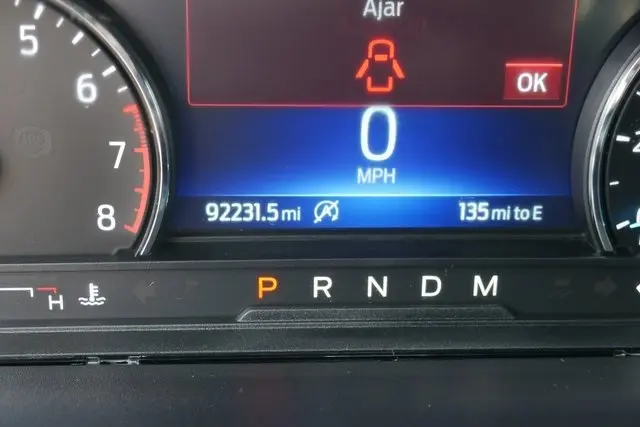 Ajar
OK
5
6
7
8
0
MPH
92231.5 mi
135 mi to E
H
P R N D M